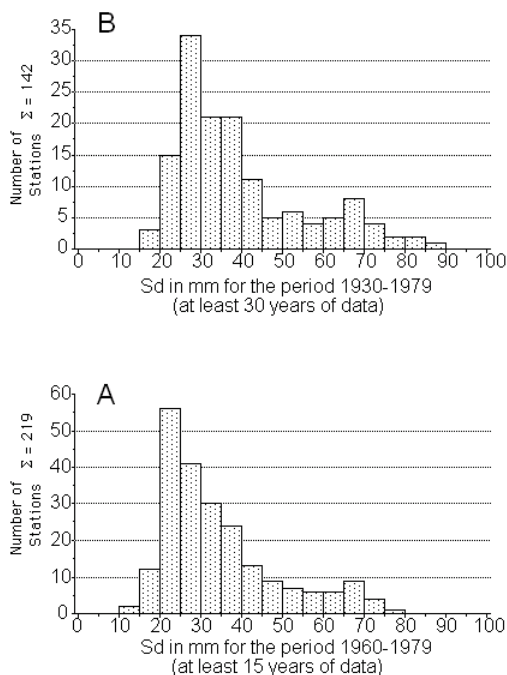 B
Number of Σ = 142
Stations
35
30
25
20
15
10
5
0
0 10 20 30 40 50 60 70 80 90 100
Sd in mm for the period 1930-1979
(at least 30 years of data)
A
Number of Σ = 219
Stations
60
50
40
30
20
10
0
0 10 20 30 40 50 60 70 80 90 100
Sd in mm for the period 1960-1979
(at least 15 years of data)